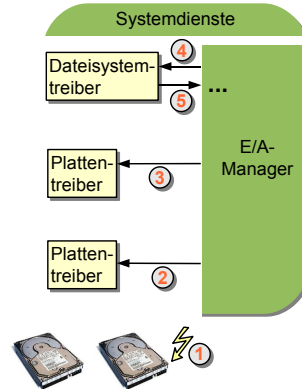 Systemdienste
Dateisystem-
treiber
4
5
...
E/A-
Manager
Platten-
treiber
3
Platten-
treiber
2
1